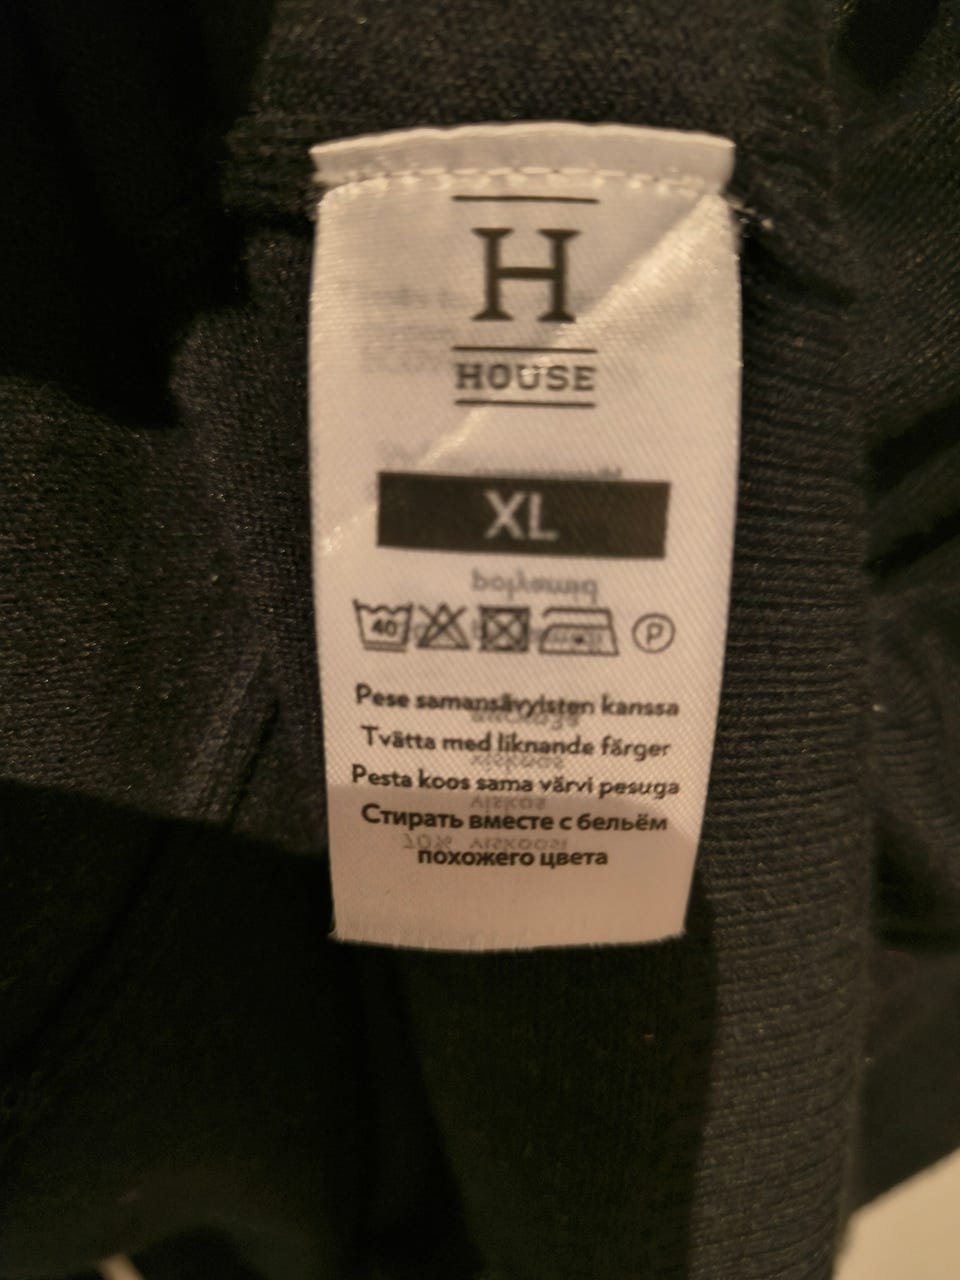 H
HOUSE
XL
40
P
Pese samansävyisten kanssa
Tvätta med liknande färger
Pesta koos sama värvi pesuga
Стирать вместе с бельём
похожего цвета